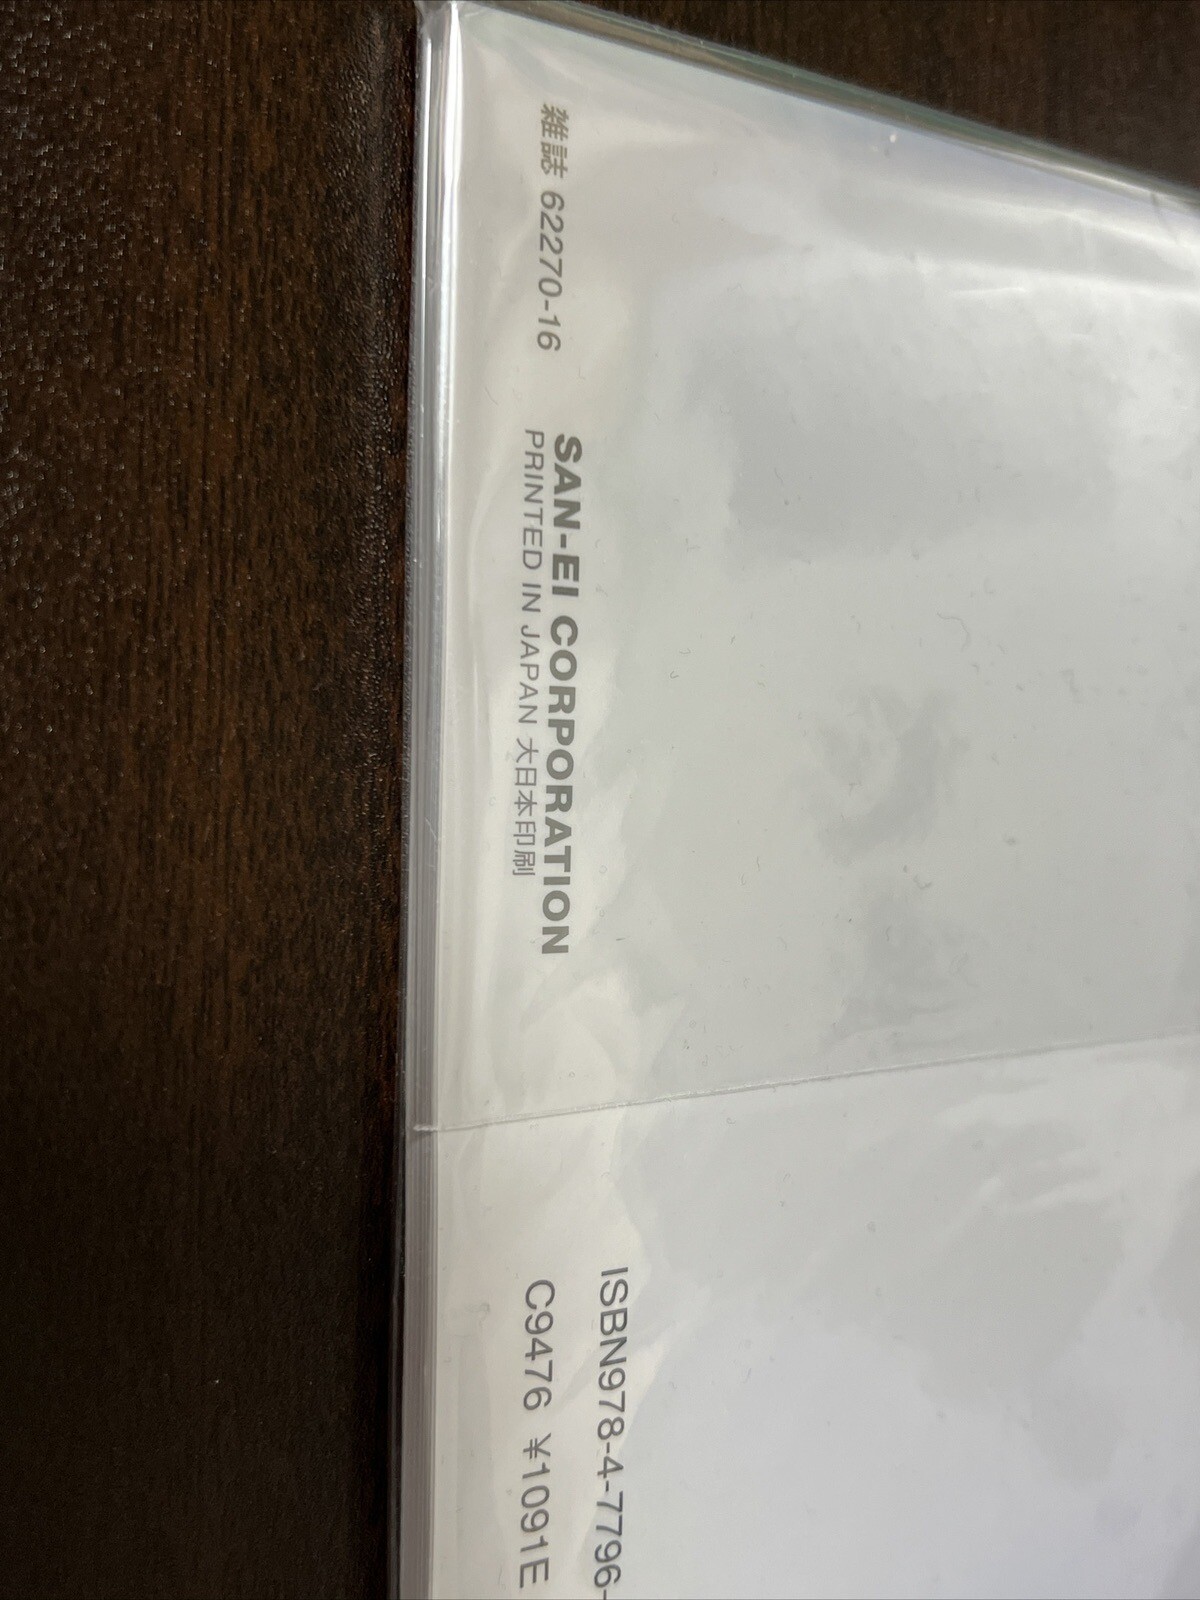 雑誌 62270-16
SAN-EI CORPORATION
PRINTED IN JAPAN 大日本印刷
ISBN978-4-7796-
C9476 ¥1091E